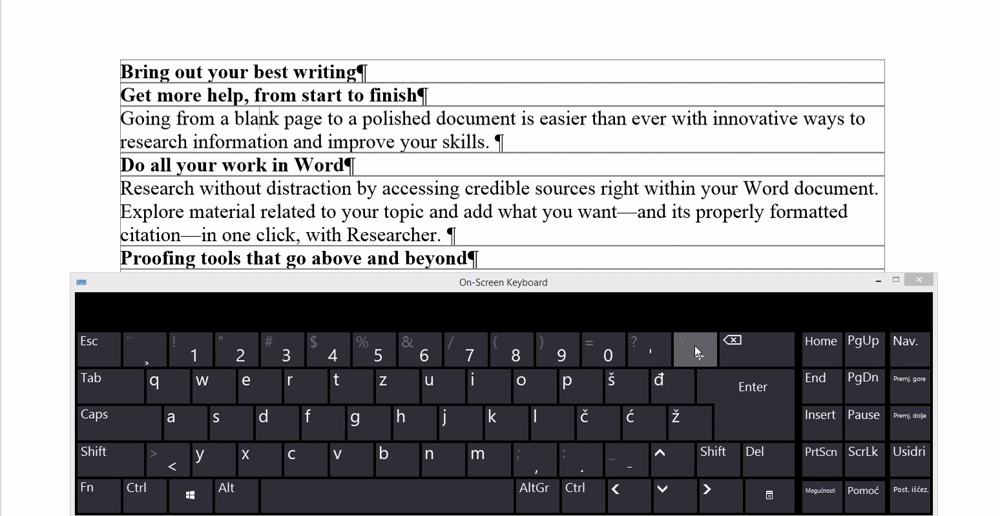 Bring out your best writing¶
Get more help, from start to finish¶
Going from a blank page to a polished document is easier than ever with innovative ways to
research information and improve your skills. ¶
Do all your work in Word¶
Research without distraction by accessing credible sources right within your Word document.
Explore material related to your topic and add what you want—and its properly formatted
citation—in one click, with Researcher. ¶
Proofing tools that go above and beyond¶
On-Screen Keyboard
Esc ¨ ¸ ! 1 " 2 # 3 $ 4 % 5 & 6 / 7 ( 8 ) 9 = 0 ? ' Home PgUp Nav.
Tab q w e r t z u i o p š đ Enter End PgDn Premj. gore
Caps a s d f g h j k l č ć ž Insert Pause Premj. dolje
Shift > < y x c v b n m ; , : . _ - Shift Del PrtScn ScrLk Usidri
Fn Ctrl Alt AltGr Ctrl Mogućnosti Pomoć Post. iščez.